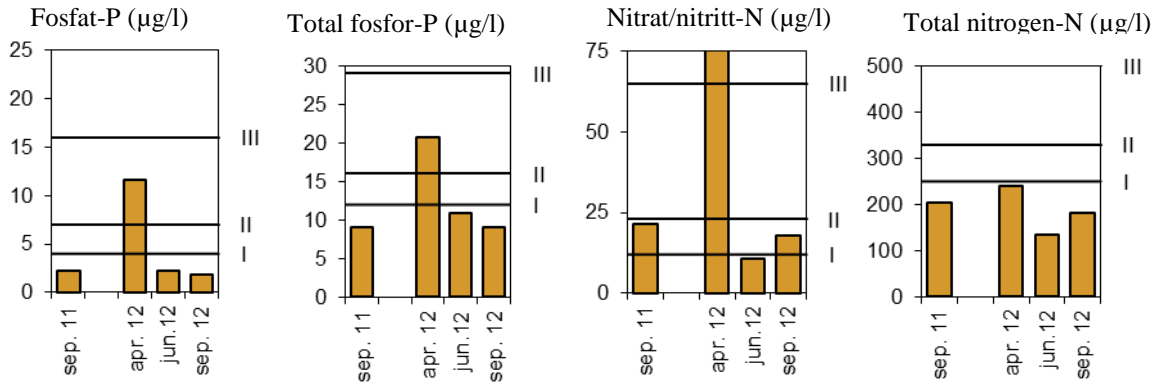 Fosfat-P (µg/l)
25
20
15
10
5
0
III
II
I
sep. 11
apr. 12
jun.12
sep. 12
Total fosfor-P (µg/l)
30
25
20
15
10
5
0
III
II
I
sep. 11
apr. 12
jun.12
sep. 12
Nitrat/nitritt-N (µg/l)
75
50
25
0
III
II
I
sep. 11
apr. 12
jun. 12
sep. 12
Total nitrogen-N (µg/l)
500
400
300
200
100
0
III
II
I
sep. 11
apr. 12
jun.12
sep. 12